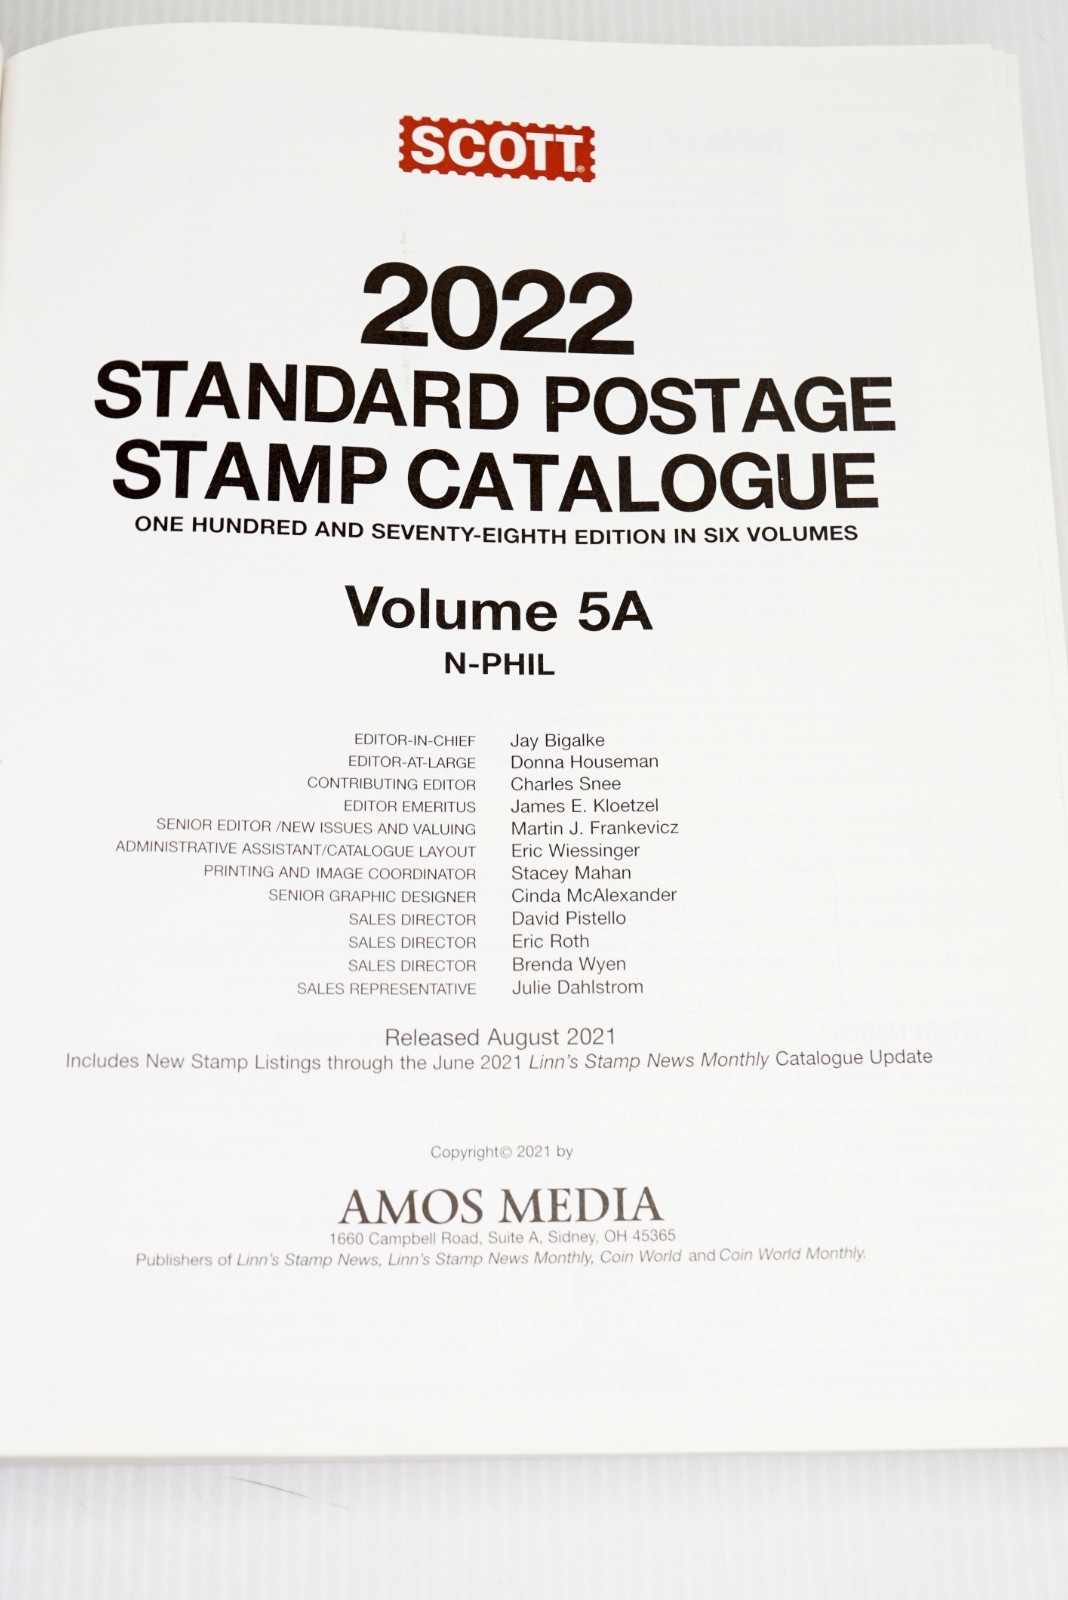 SCOTT®
2022
STANDARD POSTAGE
STAMP CATALOGUE
ONE HUNDRED AND SEVENTY-EIGHTH EDITION IN SIX VOLUMES
Volume 5A
N-PHIL
EDITOR-IN-CHIEF Jay Bigalke
EDITOR-AT-LARGE Donna Houseman
CONTRIBUTING EDITOR Charles Snee
EDITOR EMERITUS James E. Kloetzel
SENIOR EDITOR /NEW ISSUES AND VALUING Martin J. Frankevicz
ADMINISTRATIVE ASSISTANT/CATALOGUE LAYOUT Eric Wiessinger
PRINTING AND IMAGE COORDINATOR Stacey Mahan
SENIOR GRAPHIC DESIGNER Cinda McAlexander
SALES DIRECTOR David Pistello
SALES DIRECTOR Eric Roth
SALES DIRECTOR Brenda Wyen
SALES REPRESENTATIVE Julie Dahlstrom
Released August 2021
Includes New Stamp Listings through the June 2021 Linn's Stamp News Monthly Catalogue Update
Copyright© 2021 by
AMOS MEDIA
1660 Campbell Road, Suite A, Sidney, OH 45365
Publishers of Linn's Stamp News, Linn's Stamp News Monthly, Coin World and Coin World Monthly.